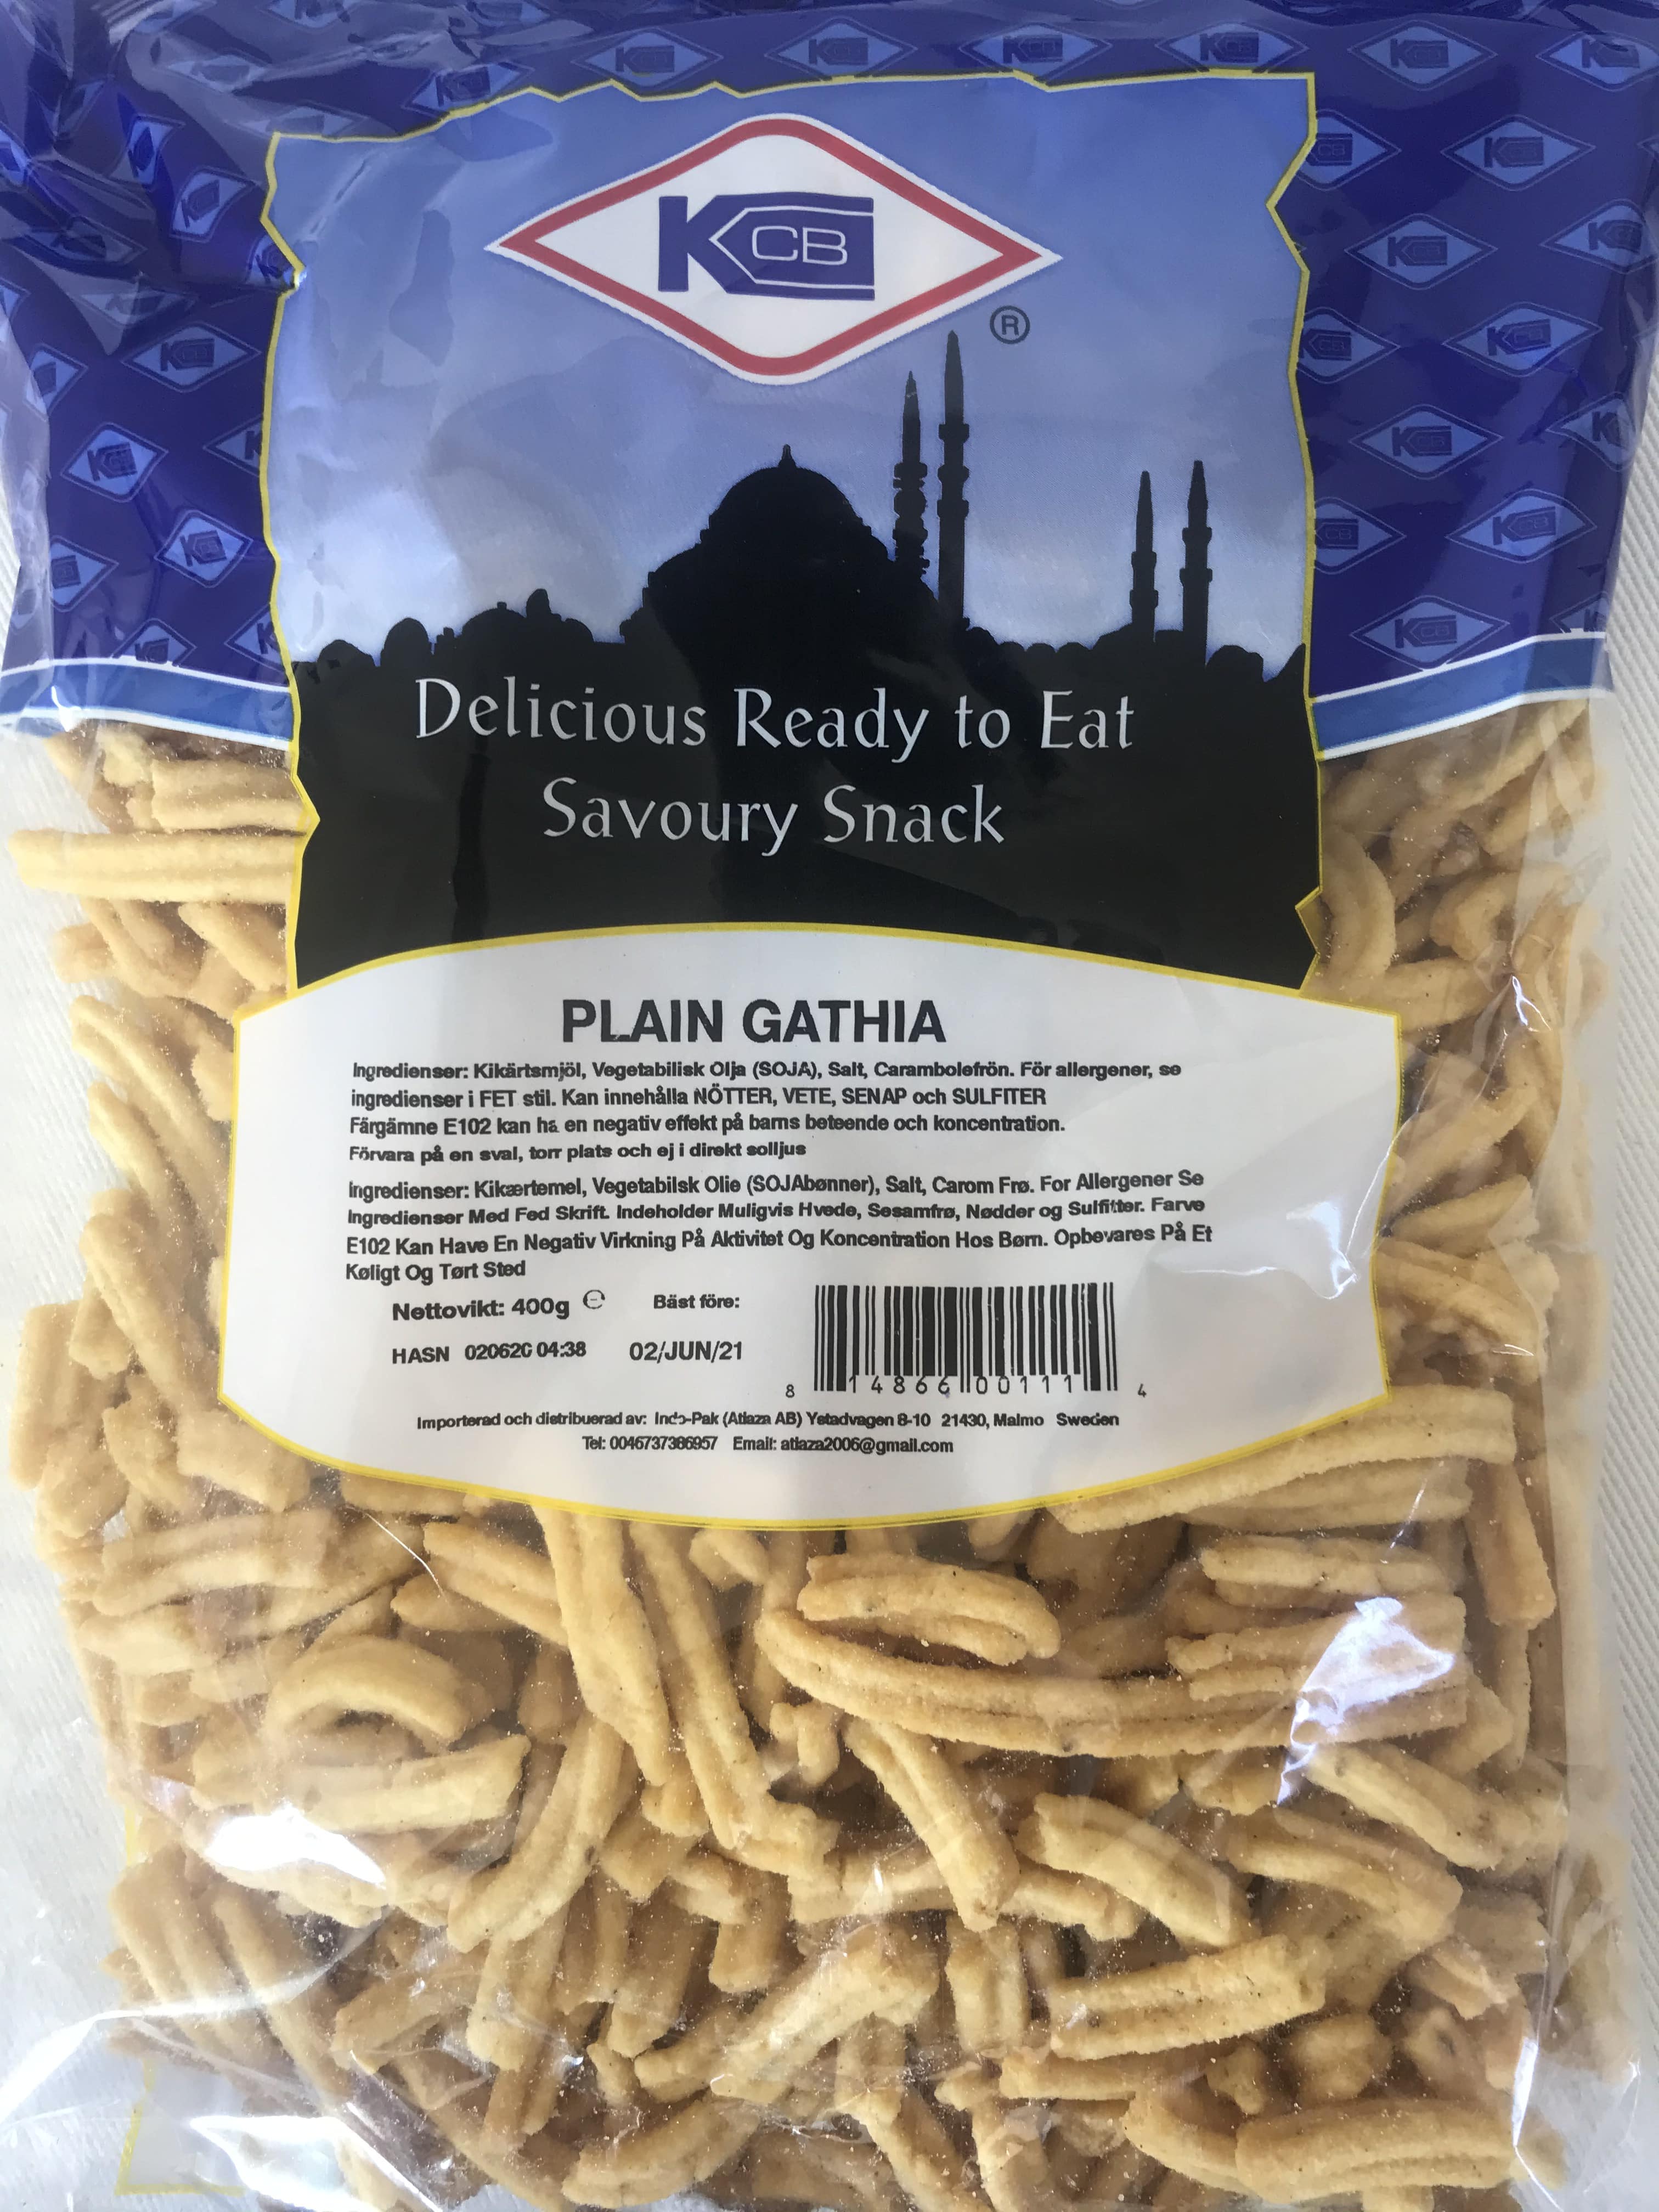 KCB
®
Delicious Ready to Eat
Savoury Snack
PLAIN GATHIA
Ingredienser: Kikärtsmjöl, Vegetabilisk Olja (SOJA), Salt, Carambolefrön. För allergener, se
ingredienser i FET stil. Kan innehålla NÖTTER, VETE, SENAP och SULFITER
Färgämne E102 kan ha en negativ effekt på barns beteende och koncentration.
Förvara på en sval, torr plats och ej i direkt solljus
Ingredienser: Kikærtemel, Vegetabilsk Olie (SOJAbønner), Salt, Carom Frø. For Allergener Se
Ingredienser Med Fed Skrift. Indeholder Muligvis Hvede, Sesamfrø, Nødder og Sulfitter. Farve
E102 Kan Have En Negativ Virkning På Aktivitet Og Koncentration Hos Børn. Opbevares På Et
Køligt Og Tørt Sted
Nettovikt: 400g e Bäst före:
HASN 020620 04:38 02/JUN/21
8 14866 00111 4
Importerad och distribuerad av: Indo-Pak (Atlaza AB) Ystadvagen 8-10 21430, Malmo Sweden
Tel: 0046737386957 Email: atlaza2006@gmail.com